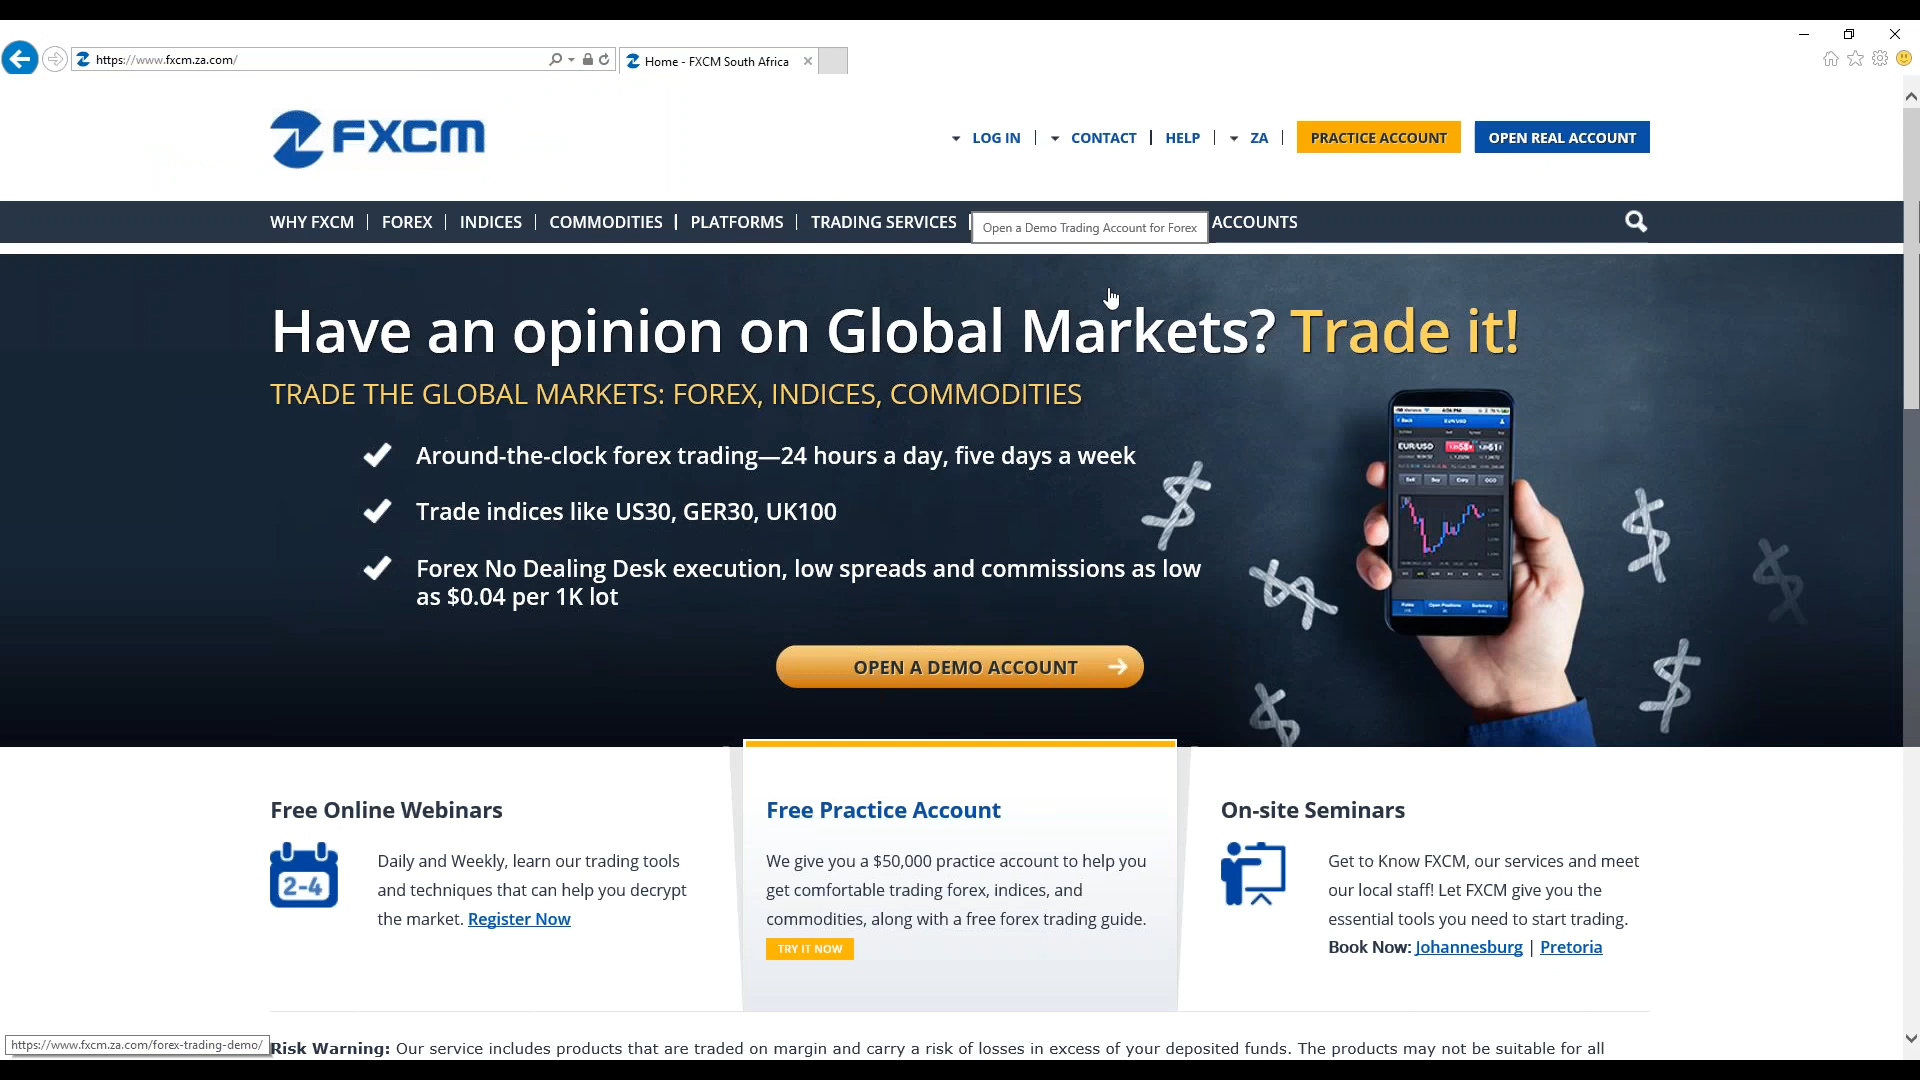 https://www.fxcm.za.com/
Home - FXCM South Africa
FXCM
LOG IN
CONTACT
HELP
ZA
PRACTICE ACCOUNT
OPEN REAL ACCOUNT
WHY FXCM
FOREX
INDICES
COMMODITIES
PLATFORMS
TRADING SERVICES
Open a Demo Trading Account for Forex
ACCOUNTS
Have an opinion on Global Markets? Trade it!
TRADE THE GLOBAL MARKETS: FOREX, INDICES, COMMODITIES
Around-the-clock forex trading—24 hours a day, five days a week
Trade indices like US30, GER30, UK100
Forex No Dealing Desk execution, low spreads and commissions as low
as $0.04 per 1K lot
EUR/USD
EUR/USD
Sell Buy Entry OCO
OPEN A DEMO ACCOUNT
Free Online Webinars
2-4
Daily and Weekly, learn our trading tools
and techniques that can help you decrypt
the market. Register Now
Free Practice Account
We give you a $50,000 practice account to help you
get comfortable trading forex, indices, and
commodities, along with a free forex trading guide.
TRY IT NOW
On-site Seminars
Get to Know FXCM, our services and meet
our local staff! Let FXCM give you the
essential tools you need to start trading.
Book Now: Johannesburg | Pretoria
https://www.fxcm.za.com/forex-trading-demo/
Risk Warning: Our service includes products that are traded on margin and carry a risk of losses in excess of your deposited funds. The products may not be suitable for all